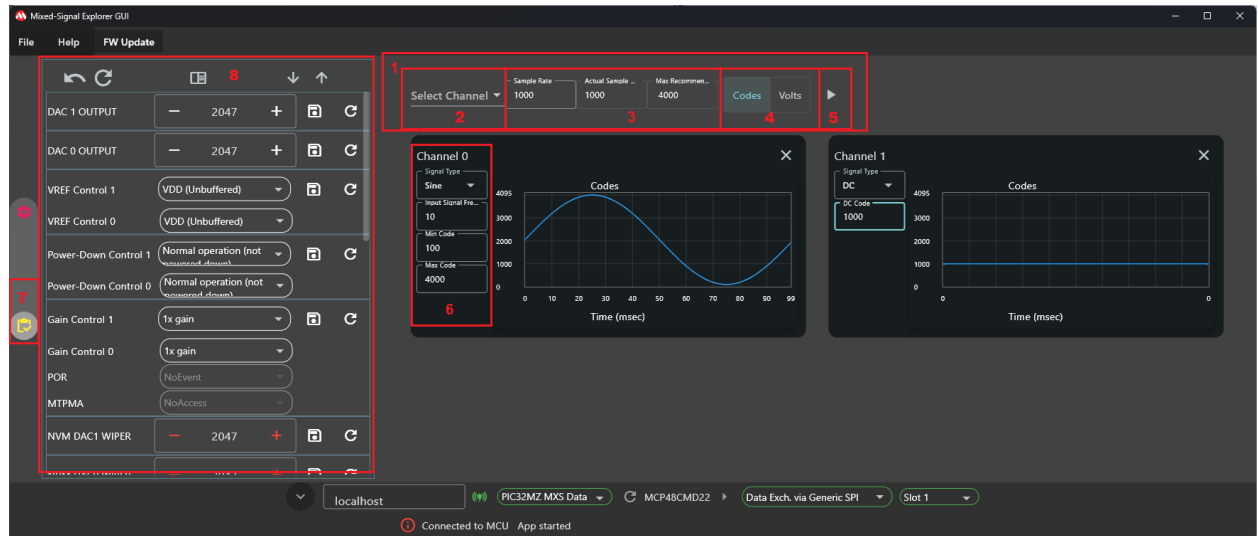 Mixed-Signal Explorer GUI
File Help FW Update
8
DAC 1 OUTPUT 2047
DAC 0 OUTPUT 2047
VREF Control 1 VDD (Unbuffered)
VREF Control 0 VDD (Unbuffered)
Power-Down Control 1 Normal operation (not powered down)
Power-Down Control 0 Normal operation (not powered down)
Gain Control 1 1x gain
Gain Control 0 1x gain
POR NoEvent
MTPMA NoAccess
NVM DAC1 WIPER 2047
7
1
Select Channel
2
Sample Rate Actual Sample ... Max Recommen...
1000 1000 4000
3
Codes Volts
4
5
Channel 0
Signal Type
Sine
Input Signal Fre...
10
Min Code
100
Max Code
4000
6
Codes
4095
3000
2000
1000
0
0 10 20 30 40 50 60 70 80 90 99
Time (msec)
Channel 1
Signal Type
DC
DC Code
1000
Codes
4095
3000
2000
1000
0
0 0
Time (msec)
localhost PIC32MZ MXS Data MCP48CMD22 Data Exch. via Generic SPI Slot 1
Connected to MCU App started